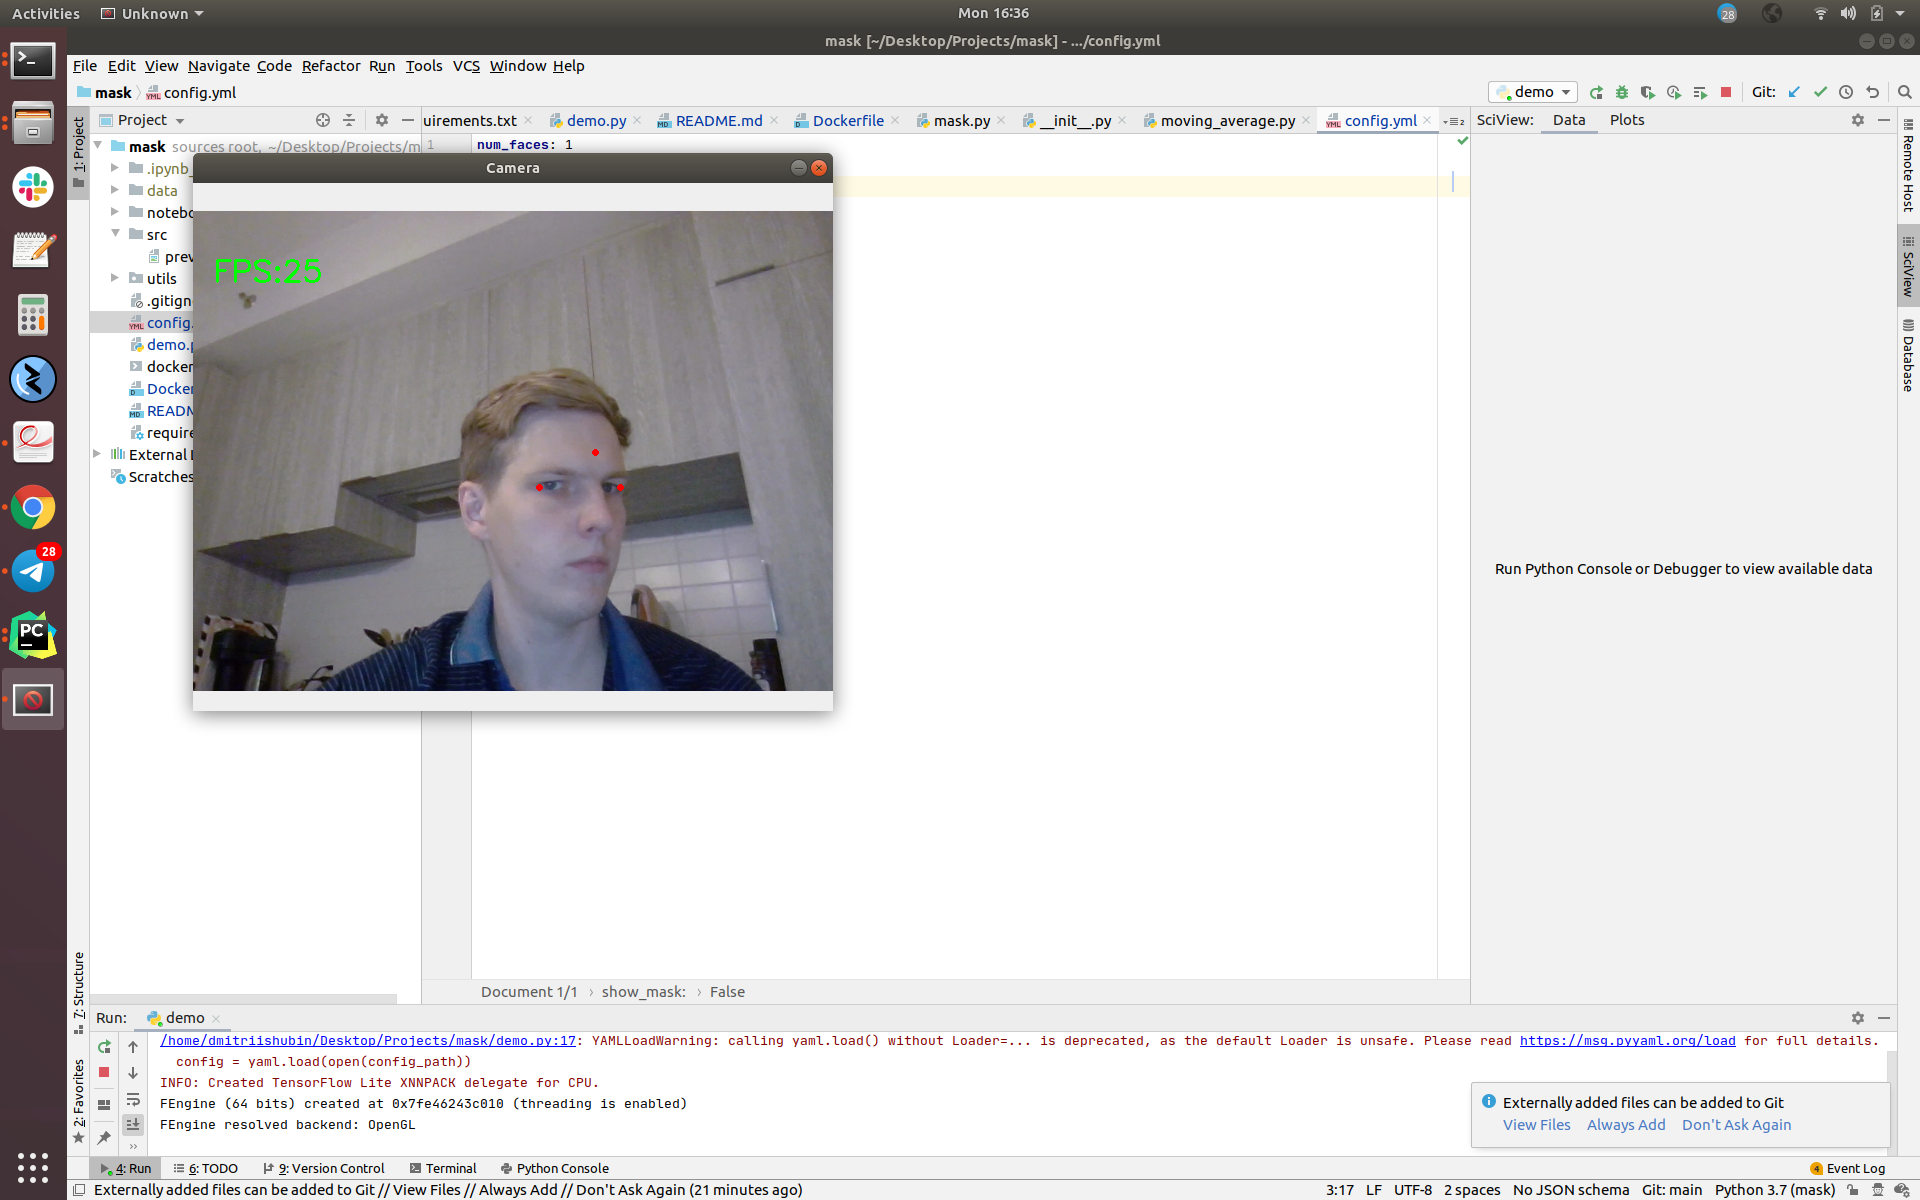 Activities Unknown Mon 16:36 28
mask [~/Desktop/Projects/mask] - .../config.yml
File Edit View Navigate Code Refactor Run Tools VCS Window Help
mask config.yml demo Git:
1: Project
Project
uirements.txt demo.py README.md Dockerfile mask.py __init__.py moving_average.py config.yml 2
SciView: Data Plots
mask sources root, ~/Desktop/Projects/m
.ipynb_
data
notebo
src
prev
utils
.gitign
config.
demo.p
docker
Docker
READM
require
External L
Scratches
1 num_faces: 1
Camera
FPS:25
Remote Host
SciView
Database
Run Python Console or Debugger to view available data
28
PC
Document 1/1 › show_mask: › False
7: Structure
2: Favorites
Run: demo
/home/dmitriishubin/Desktop/Projects/mask/demo.py:17: YAMLLoadWarning: calling yaml.load() without Loader=... is deprecated, as the default Loader is unsafe. Please read https://msg.pyyaml.org/load for full details.
config = yaml.load(open(config_path))
INFO: Created TensorFlow Lite XNNPACK delegate for CPU.
FEngine (64 bits) created at 0x7fe46243c010 (threading is enabled)
FEngine resolved backend: OpenGL
Externally added files can be added to Git
View Files Always Add Don't Ask Again
4: Run 6: TODO 9: Version Control Terminal Python Console 4 Event Log
Externally added files can be added to Git // View Files // Always Add // Don't Ask Again (21 minutes ago) 3:17 LF UTF-8 2 spaces No JSON schema Git: main Python 3.7 (mask)